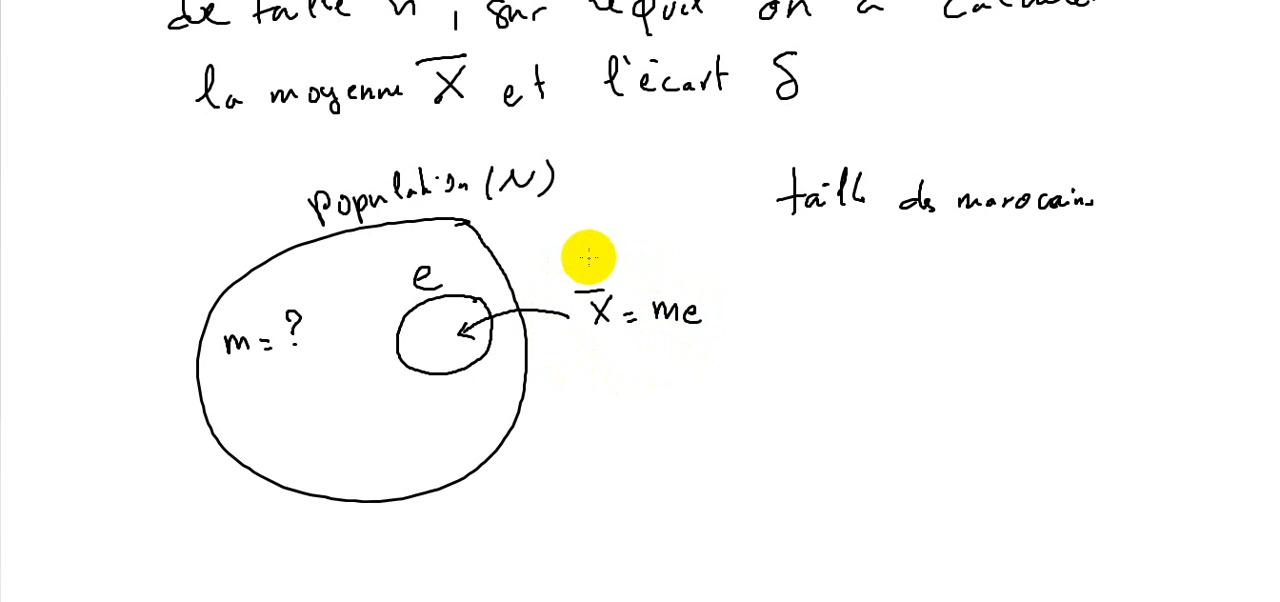 de taille n, sur lequel on a calculé
la moyenne X̅ et l'écart δ
population (N)
taille des marocains
e
m = ?
X̅ = me